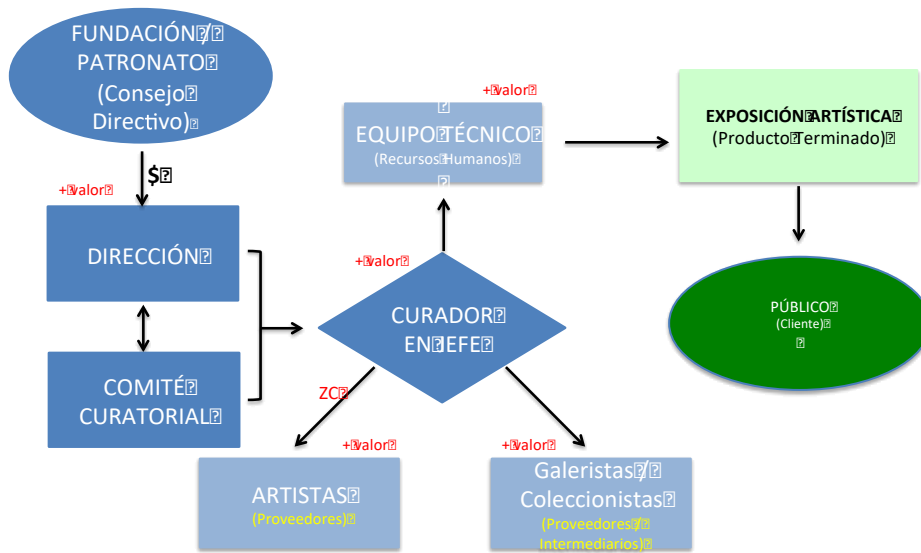 FUNDACIÓN /
PATRONATO
(Consejo
Directivo)
$
+ valor
DIRECCIÓN
COMITÉ
CURATORIAL
+ valor
CURADOR
EN JEFE
+ valor
EQUIPO TÉCNICO
(Recursos Humanos)
EXPOSICIÓN ARTÍSTICA
(Producto Terminado)
PÚBLICO
(Cliente)
ZC
+ valor
ARTISTAS
(Proveedores)
+ valor
Galeristas /
Coleccionistas
(Proveedores /
Intermediarios)